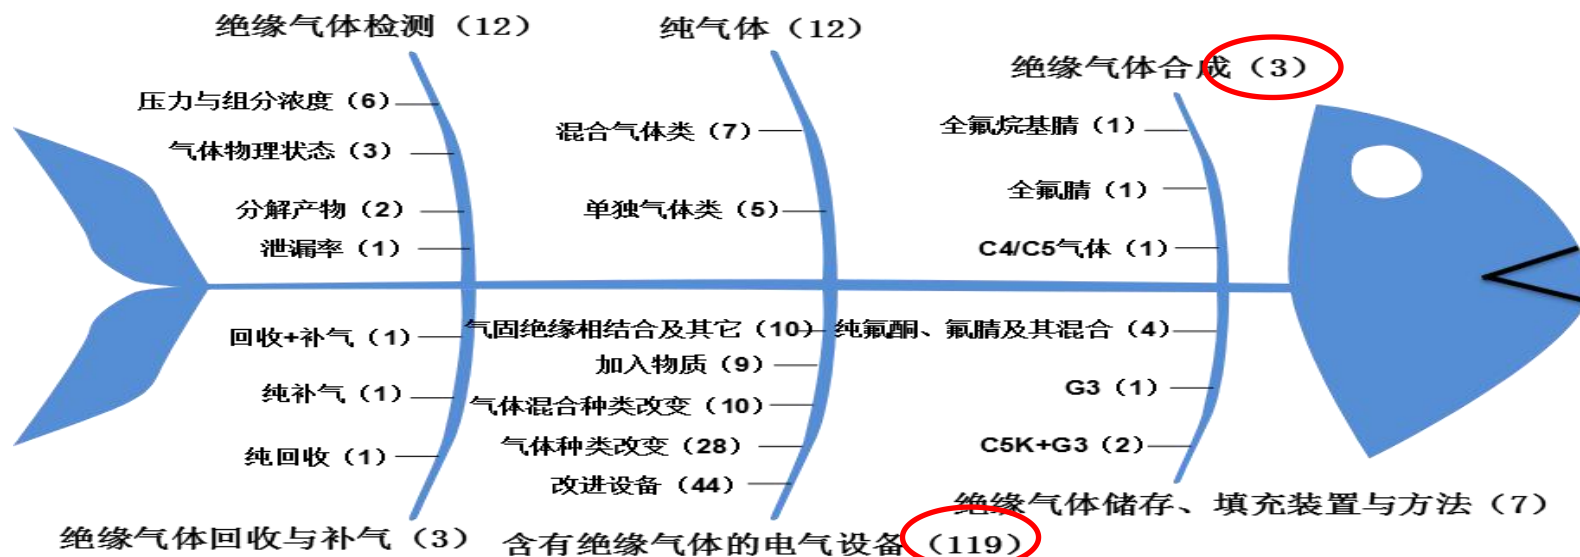 绝缘气体检测（12）
压力与组分浓度（6）
气体物理状态（3）
分解产物（2）
泄漏率（1）
纯气体（12）
混合气体类（7）
单独气体类（5）
绝缘气体合成（3）
全氟烷基腈（1）
全氟腈（1）
C4/C5气体（1）
回收+补气（1）
纯补气（1）
纯回收（1）
绝缘气体回收与补气（3）
气固绝缘相结合及其它（10）
加入物质（9）
气体混合种类改变（10）
气体种类改变（28）
改进设备（44）
含有绝缘气体的电气设备（119）
纯氟酮、氟腈及其混合（4）
G3（1）
C5K+G3（2）
绝缘气体储存、填充装置与方法（7）